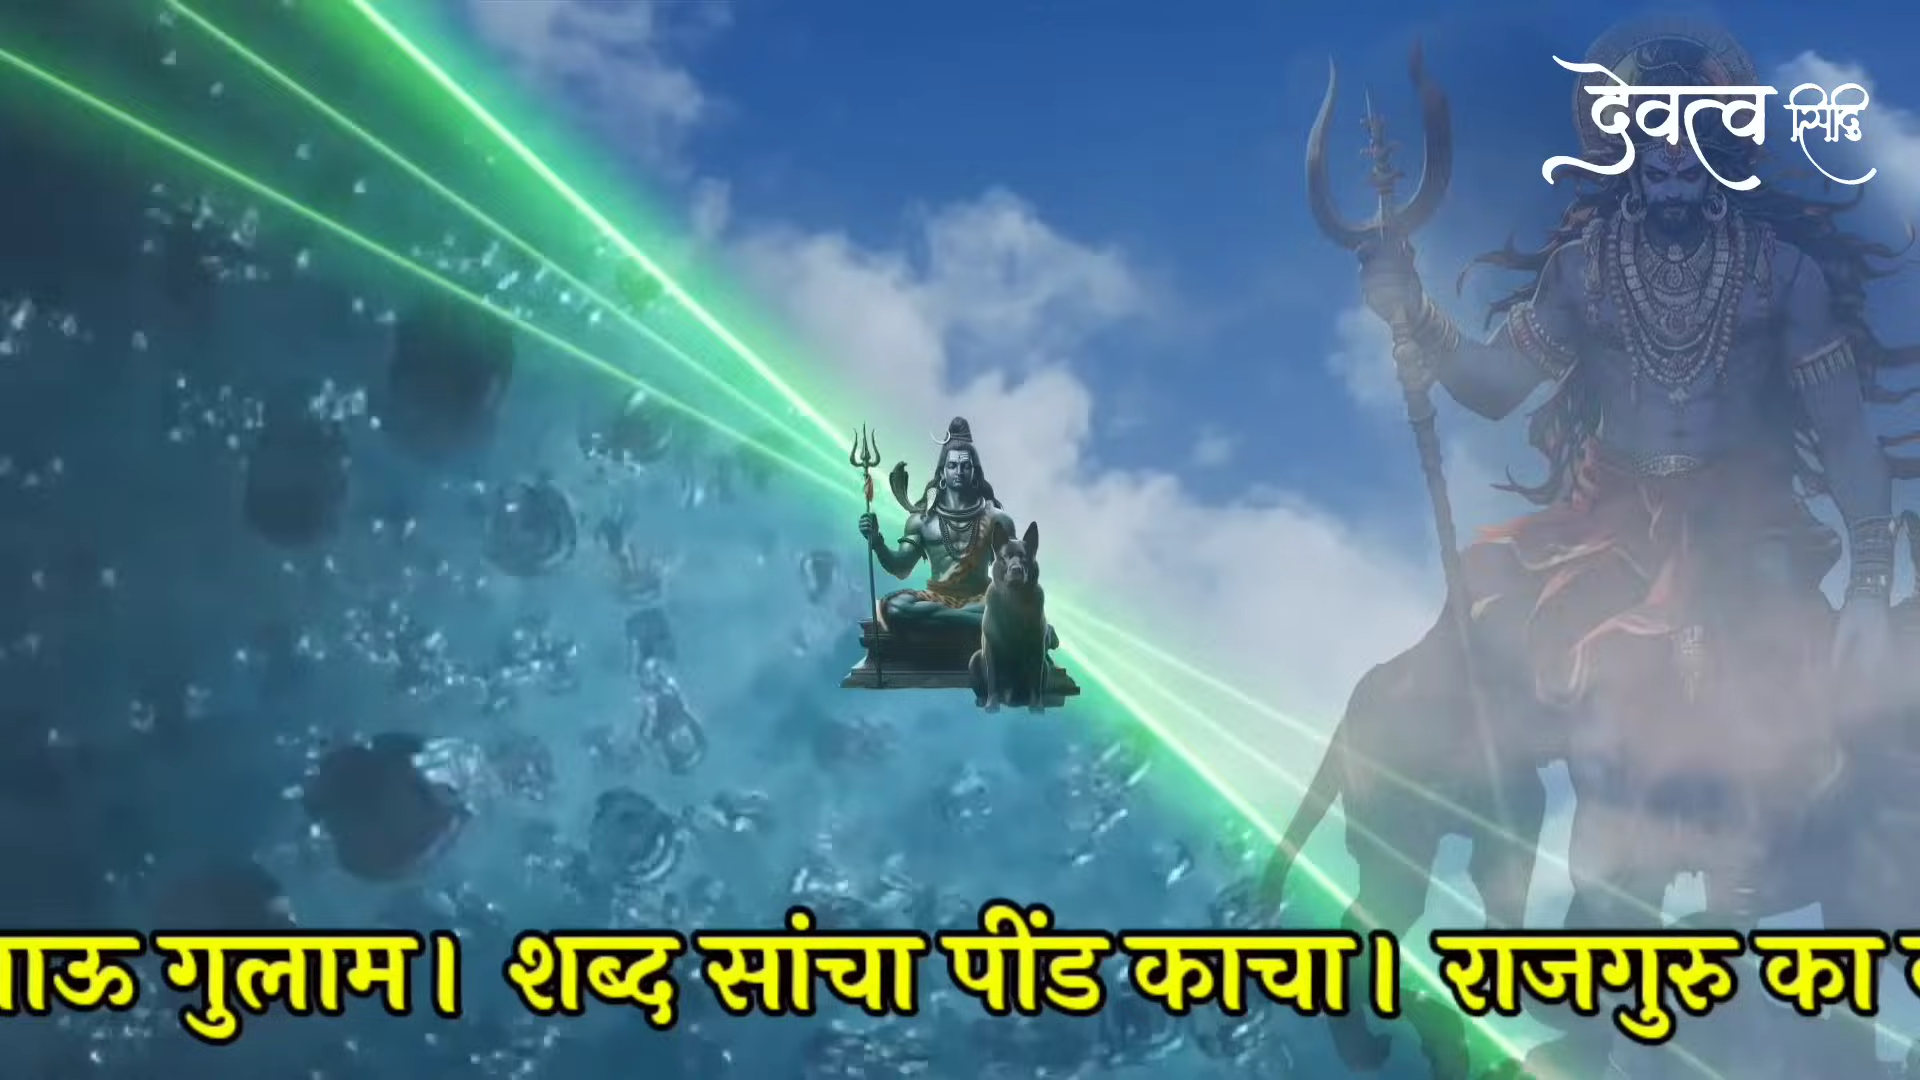 देवत्व सिद्धि
गुलाम। शब्द सांचा पींड काचा। राजगुरु का